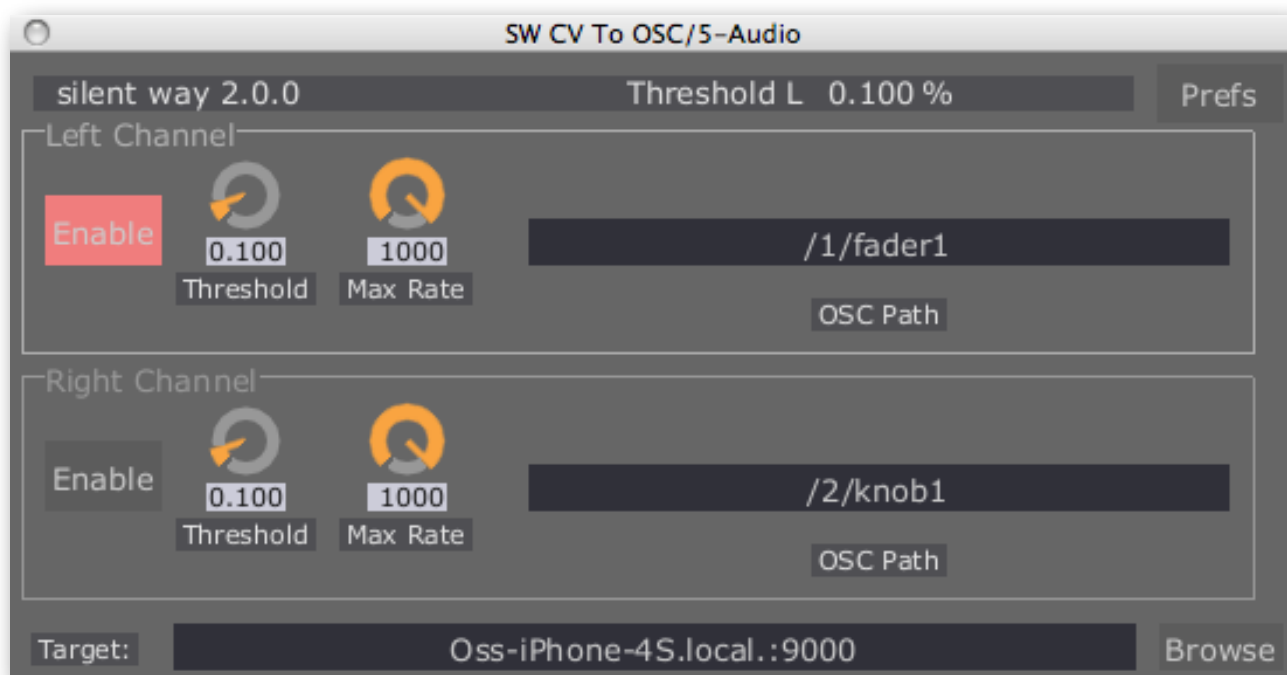 SW CV To OSC/5-Audio
silent way 2.0.0 Threshold L 0.100 % Prefs
Left Channel
Enable
0.100 1000
Threshold Max Rate
/1/fader1
OSC Path
Right Channel
Enable
0.100 1000
Threshold Max Rate
/2/knob1
OSC Path
Target: Oss-iPhone-4S.local.:9000 Browse